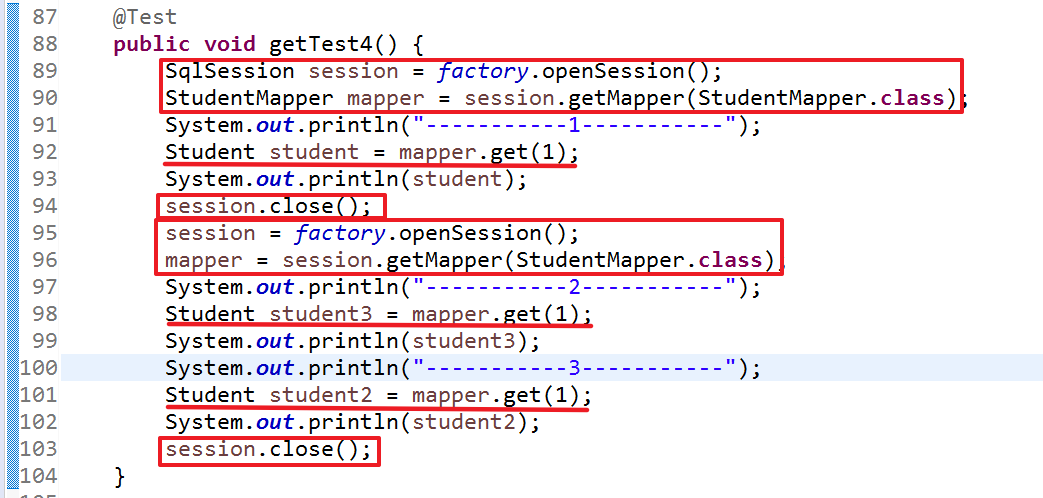 87 @Test
88 public void getTest4() {
89 SqlSession session = factory.openSession();
90 StudentMapper mapper = session.getMapper(StudentMapper.class);
91 System.out.println("-----------1-----------");
92 Student student = mapper.get(1);
93 System.out.println(student);
94 session.close();
95 session = factory.openSession();
96 mapper = session.getMapper(StudentMapper.class);
97 System.out.println("-----------2-----------");
98 Student student3 = mapper.get(1);
99 System.out.println(student3);
100 System.out.println("-----------3-----------");
101 Student student2 = mapper.get(1);
102 System.out.println(student2);
103 session.close();
104 }